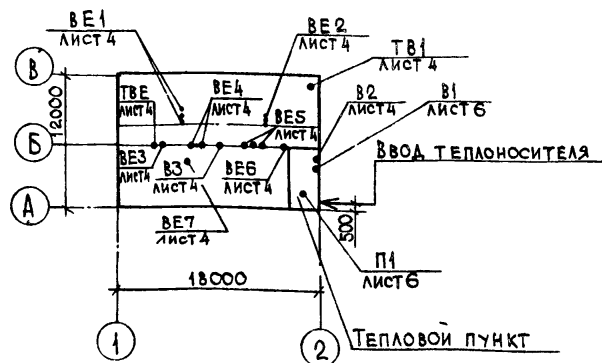 ВЕ1
ЛИСТ 4
ВЕ2
ЛИСТ 4
ТВ1
ЛИСТ 4
В
ТВЕ
ЛИСТ 4
ВЕ4
ЛИСТ 4
В2
ЛИСТ 4
В1
ЛИСТ 6
12000
Б
ВЕ5
ЛИСТ 4
ВЕ3
ЛИСТ 4
В3
ЛИСТ 4
ВЕ6
ЛИСТ 4
ВВОД ТЕПЛОНОСИТЕЛЯ
А
ВЕ7
ЛИСТ 4
500
П1
ЛИСТ 6
18000
1
2
ТЕПЛОВОЙ ПУНКТ